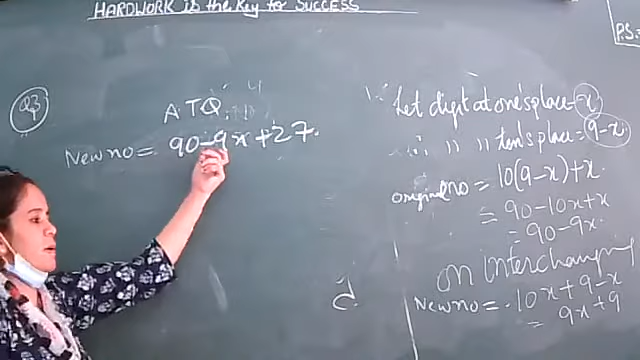 HARDWORK is the Key to SUCCESS
P.S.=
Q3
ATQ
New no = 90-9x+27.
Let digit at one's place = x
" " ten's place = 9-x
original no = 10(9-x)+x
= 90-10x+x
= 90-9x
on interchanging
New no = 10x+9-x
= 9x+9